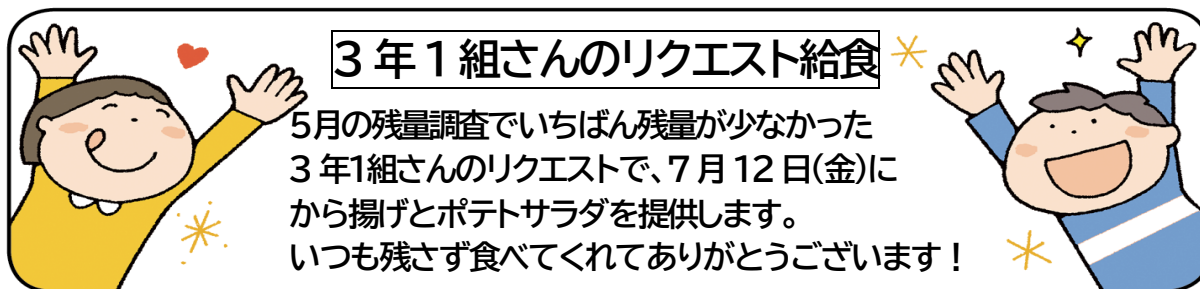 3年1組さんのリクエスト給食
5月の残量調査でいちばん残量が少なかった
3年1組さんのリクエストで、7月12日(金)に
から揚げとポテトサラダを提供します。
いつも残さず食べてくれてありがとうございます!